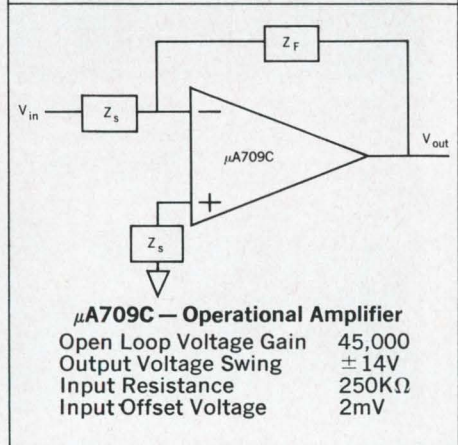 Z_F
V_in
Z_s
−
μA709C
V_out
+
Z_s
μA709C — Operational Amplifier
Open Loop Voltage Gain 45,000
Output Voltage Swing ± 14V
Input Resistance 250KΩ
Input Offset Voltage 2mV